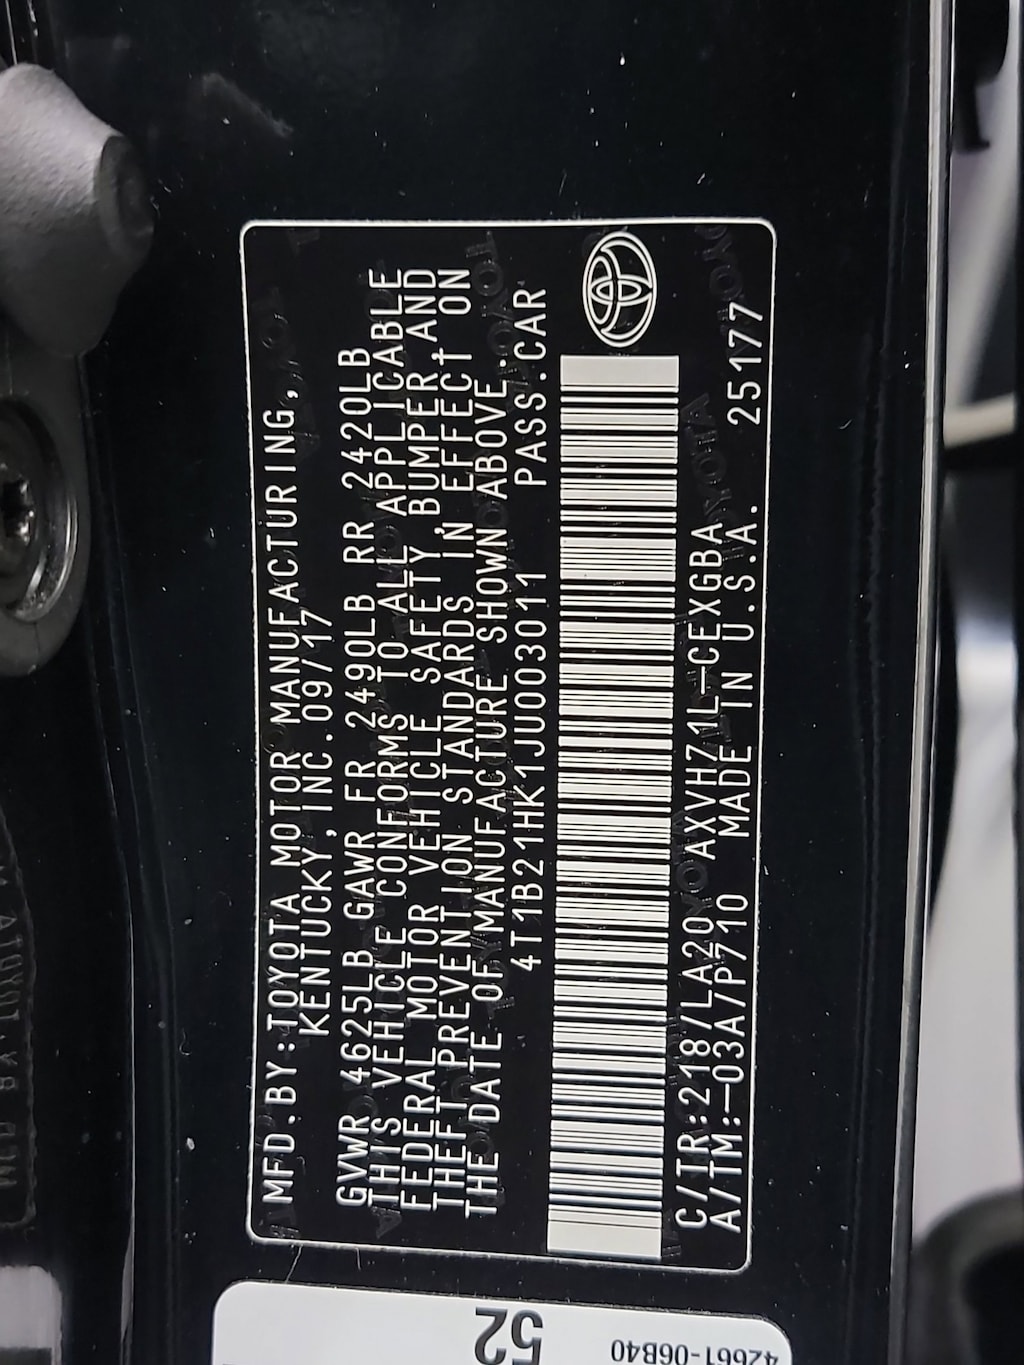 MFD.BY:TOYOTA MOTOR MANUFACTURING,
KENTUCKY,INC.09/17
GVWR 4625LB GAWR FR 2490LB RR 2420LB
THIS VEHICLE CONFORMS TO ALL APPLICABLE
FEDERAL MOTOR VEHICLE SAFETY,BUMPER,AND
THEFT PREVENTION STANDARDS IN EFFECT ON
THE DATE OF MANUFACTURE SHOWN ABOVE.
4T1B21HK1JU003011 PASS.CAR
C/TR:218/LA20 AXVH71L-CEXGBA
A/TM:-03A/P710 MADE IN U.S.A. 25177
52
42661-06B40